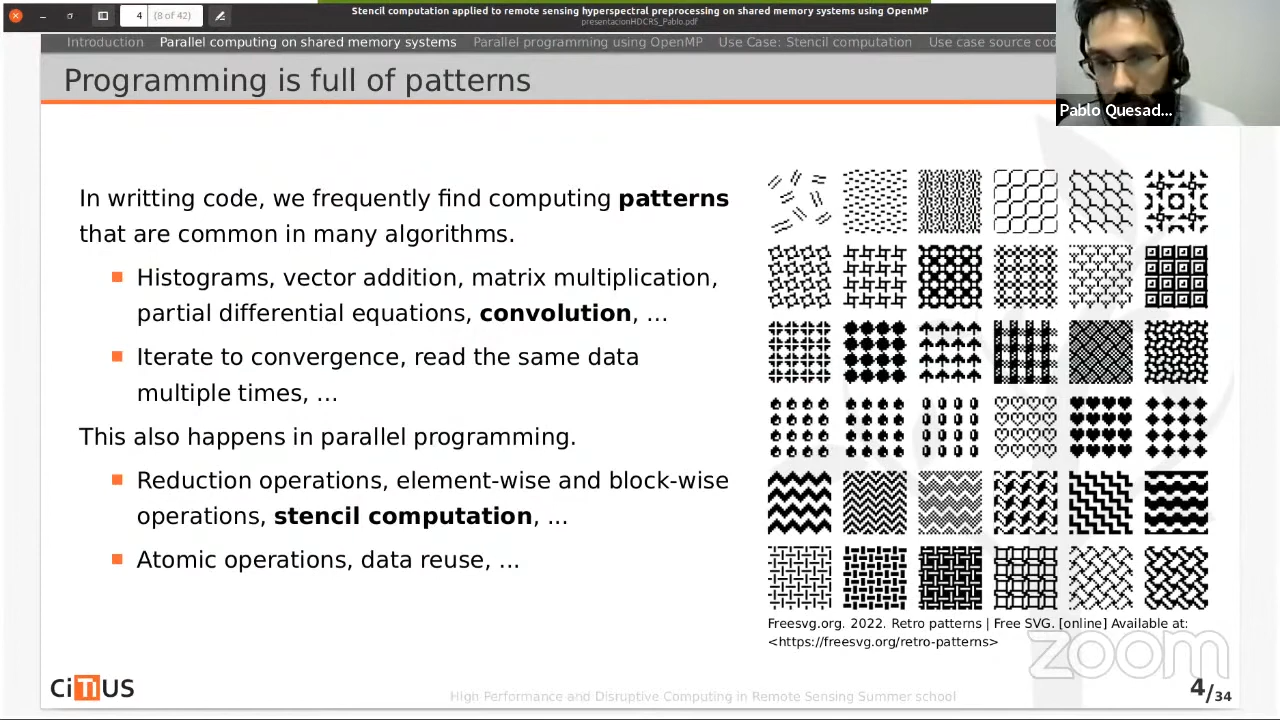 4 (8 of 42)
Stencil computation applied to remote sensing hyperspectral preprocessing on shared memory systems using OpenMP
presentacionHDCRS_Pablo.pdf
Introduction Parallel computing on shared memory systems Parallel programming using OpenMP Use Case: Stencil computation Use case source cod
Programming is full of patterns
Pablo Quesad...
In writting code, we frequently find computing patterns
that are common in many algorithms.
Histograms, vector addition, matrix multiplication,
partial differential equations, convolution, ...
Iterate to convergence, read the same data
multiple times, ...
This also happens in parallel programming.
Reduction operations, element-wise and block-wise
operations, stencil computation, ...
Atomic operations, data reuse, ...
Freesvg.org. 2022. Retro patterns | Free SVG. [online] Available at:
<https://freesvg.org/retro-patterns>
zoom
CiTIUS
High Performance and Disruptive Computing in Remote Sensing Summer school
4/34